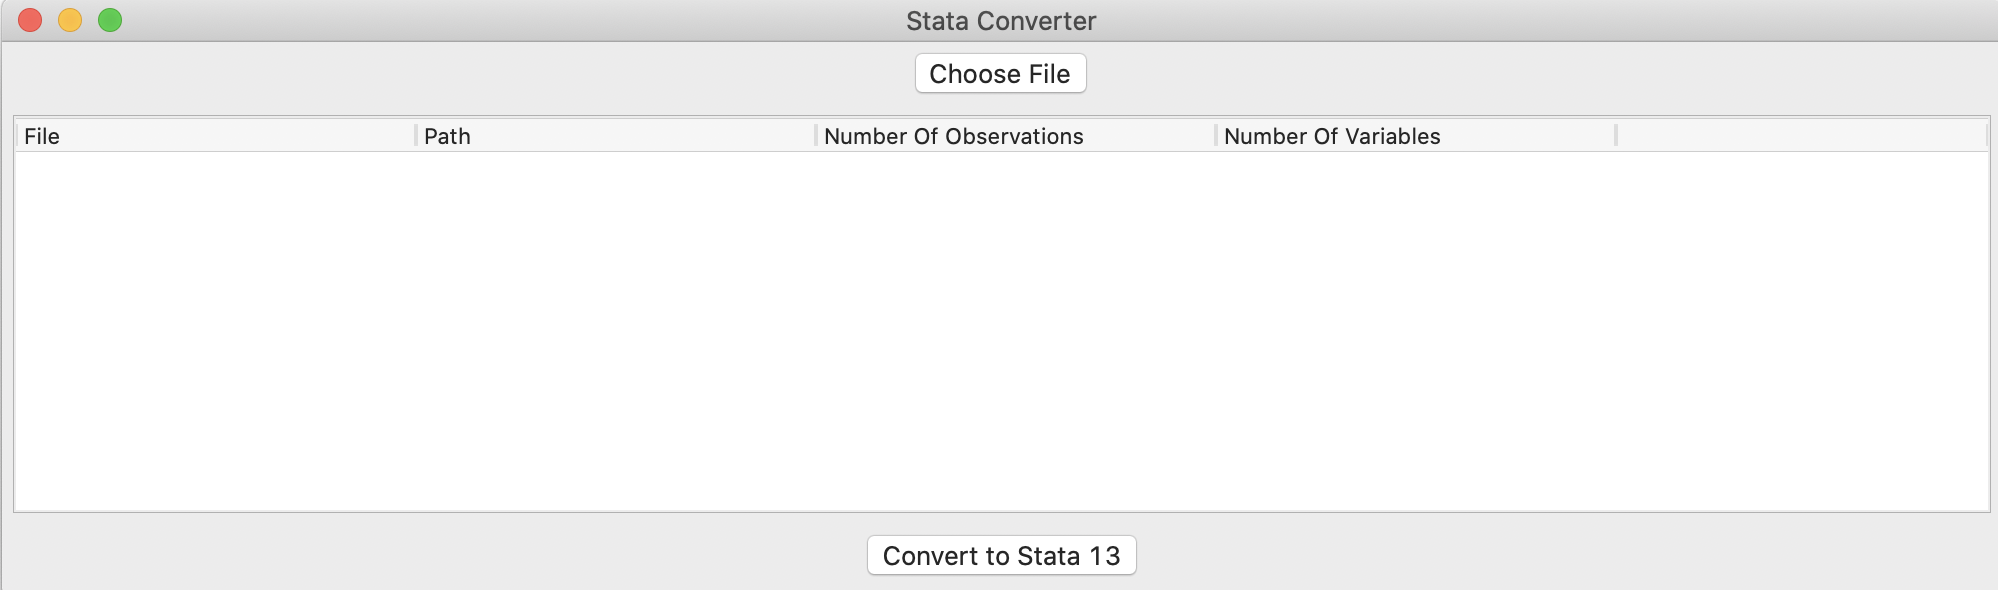 Stata Converter
Choose File
File Path Number Of Observations Number Of Variables
Convert to Stata 13